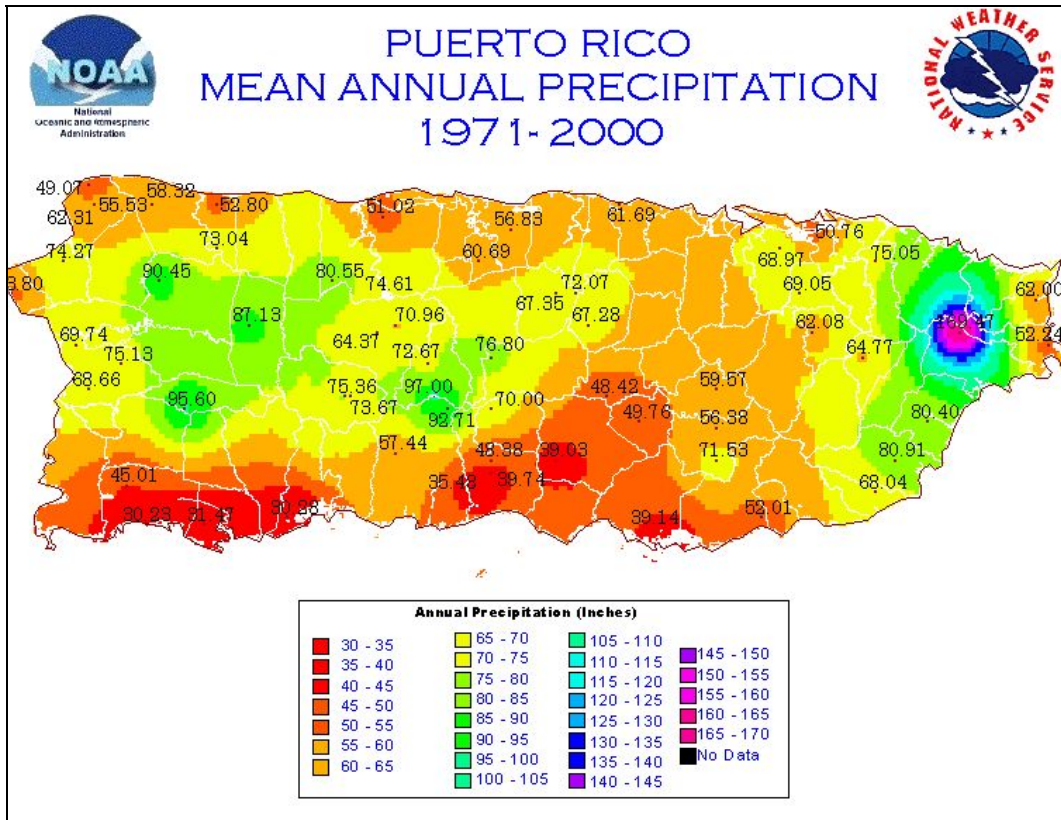 NOAA
National
Oceanic and Atmospheric
Administration
PUERTO RICO
MEAN ANNUAL PRECIPITATION
1971-2000
NATIONAL WEATHER SERVICE
49.07
58.32
55.53
52.80
51.02
61.69
62.31
56.83
50.76
74.27
73.04
60.69
68.97
75.05
90.45
80.55
74.61
72.07
69.05
62.00
67.35
87.13
70.96
67.28
62.08
52.24
69.74
64.37
72.67
76.80
64.77
75.13
68.66
75.36
97.00
48.42
59.57
95.60
73.67
92.71
70.00
49.76
56.38
80.40
57.44
48.38
39.03
71.53
80.91
45.01
35.43
39.74
68.04
30.23
31.47
30.28
39.14
52.01
Annual Precipitation (Inches)
30 - 35
35 - 40
40 - 45
45 - 50
50 - 55
55 - 60
60 - 65
65 - 70
70 - 75
75 - 80
80 - 85
85 - 90
90 - 95
95 - 100
100 - 105
105 - 110
110 - 115
115 - 120
120 - 125
125 - 130
130 - 135
135 - 140
140 - 145
145 - 150
150 - 155
155 - 160
160 - 165
165 - 170
No Data